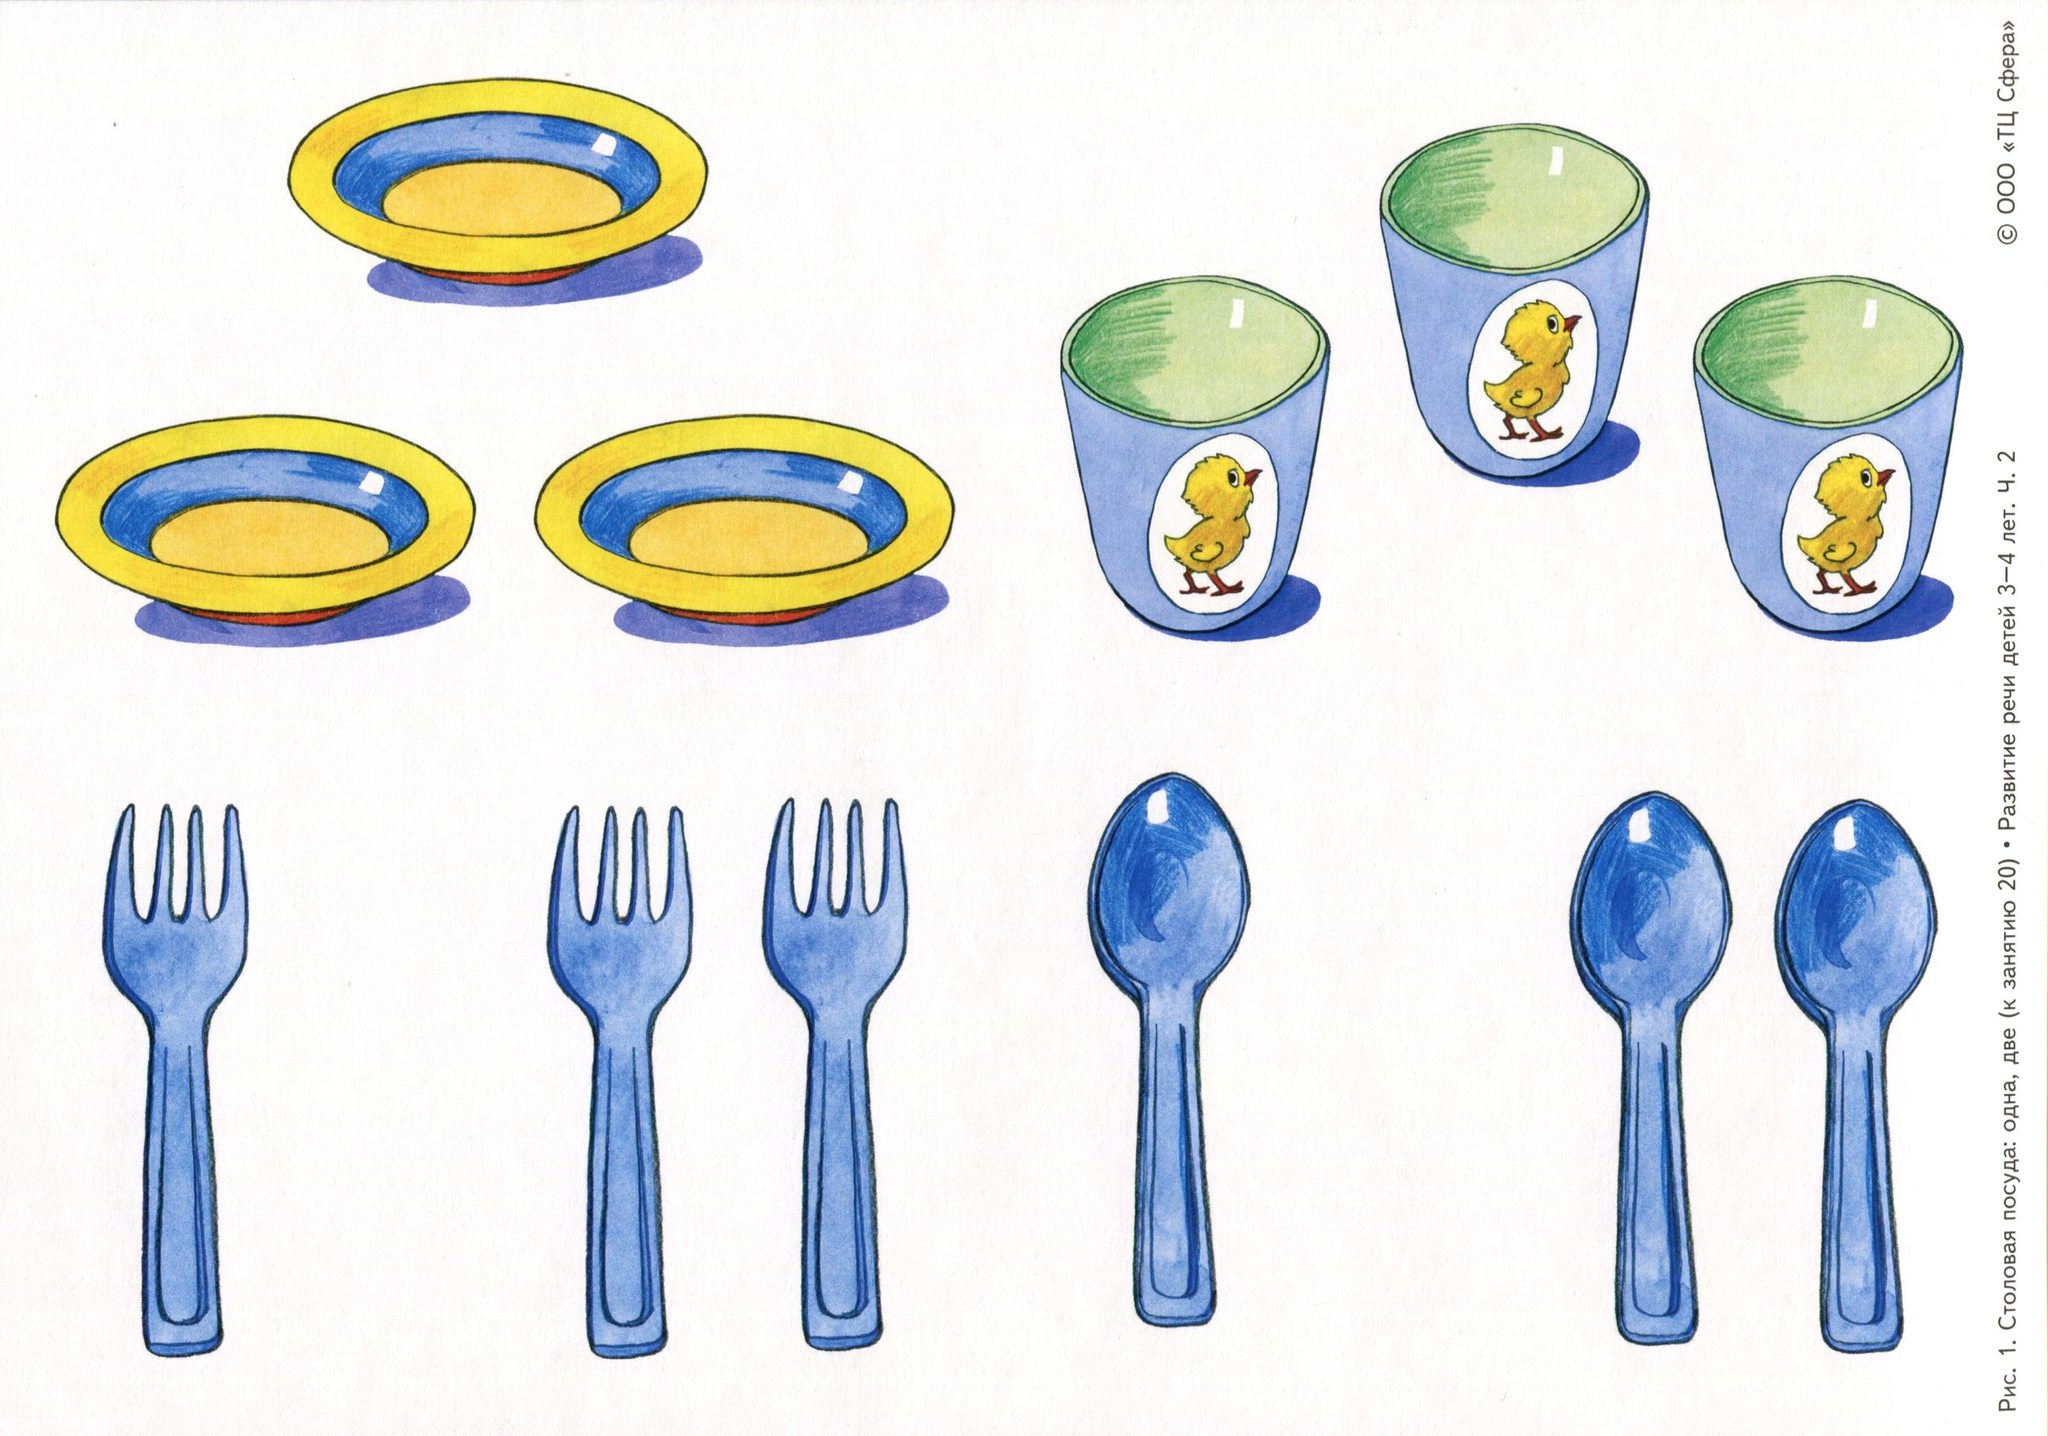 Рис. 1. Столовая посуда: одна, две (к занятию 20) • Развитие речи детей 3–4 лет. Ч. 2 © ООО «ТЦ Сфера»